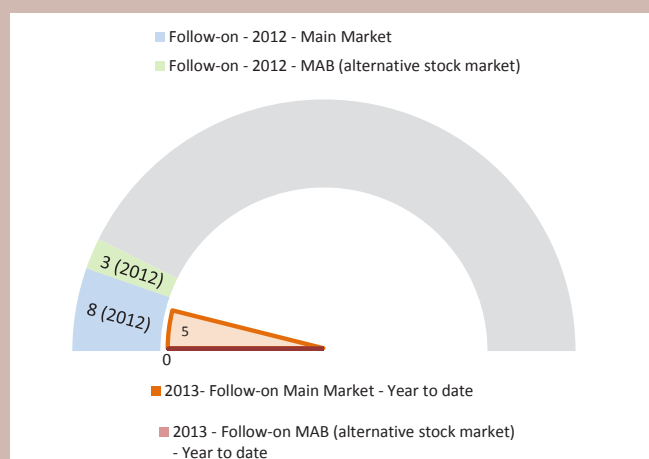 Follow-on - 2012 - Main Market
Follow-on - 2012 - MAB (alternative stock market)
3 (2012)
8 (2012)
5
0
2013- Follow-on Main Market - Year to date
2013 - Follow-on MAB (alternative stock market)
- Year to date